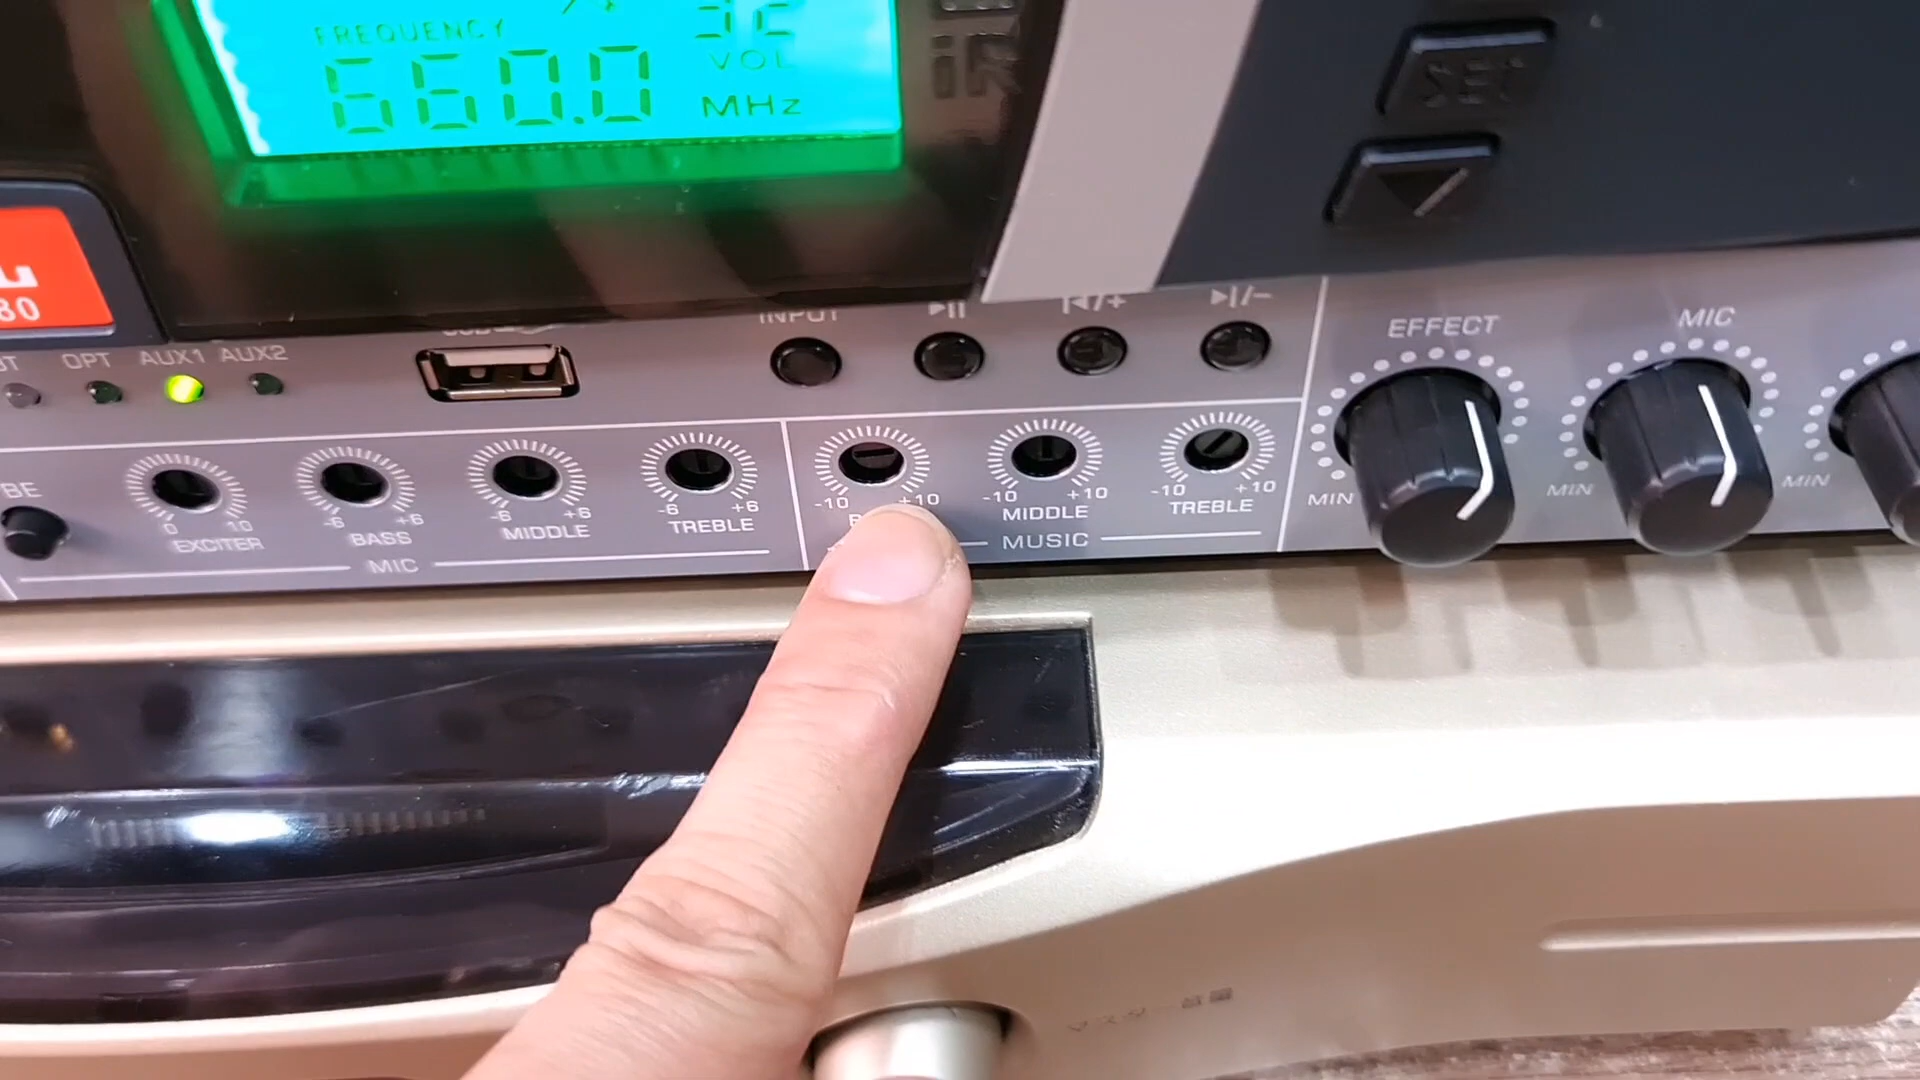 FREQUENCY
660.0
VOL
MHz
SET
80
OPT AUX1 AUX2
INPUT
EFFECT
MIC
MIN
MIN
MIN
0 10
EXCITER
-6 +6
BASS
-6 +6
MIDDLE
-6 +6
TREBLE
MIC
-10 +10
-10 +10
MIDDLE
-10 +10
TREBLE
MUSIC